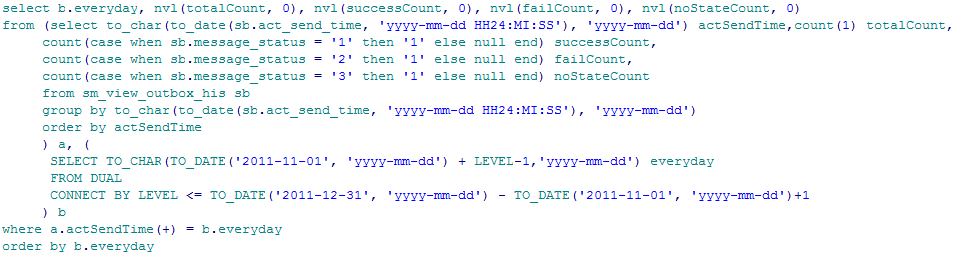 select b.everyday, nvl(totalCount, 0), nvl(successCount, 0), nvl(failCount, 0), nvl(noStateCount, 0)
from (select to_char(to_date(sb.act_send_time, 'yyyy-mm-dd HH24:MI:SS'), 'yyyy-mm-dd') actSendTime,count(1) totalCount,
count(case when sb.message_status = '1' then '1' else null end) successCount,
count(case when sb.message_status = '2' then '1' else null end) failCount,
count(case when sb.message_status = '3' then '1' else null end) noStateCount
from sm_view_outbox_his sb
group by to_char(to_date(sb.act_send_time, 'yyyy-mm-dd HH24:MI:SS'), 'yyyy-mm-dd')
order by actSendTime
) a, (
SELECT TO_CHAR(TO_DATE('2011-11-01', 'yyyy-mm-dd') + LEVEL-1,'yyyy-mm-dd') everyday
FROM DUAL
CONNECT BY LEVEL <= TO_DATE('2011-12-31', 'yyyy-mm-dd') - TO_DATE('2011-11-01', 'yyyy-mm-dd')+1
) b
where a.actSendTime(+) = b.everyday
order by b.everyday